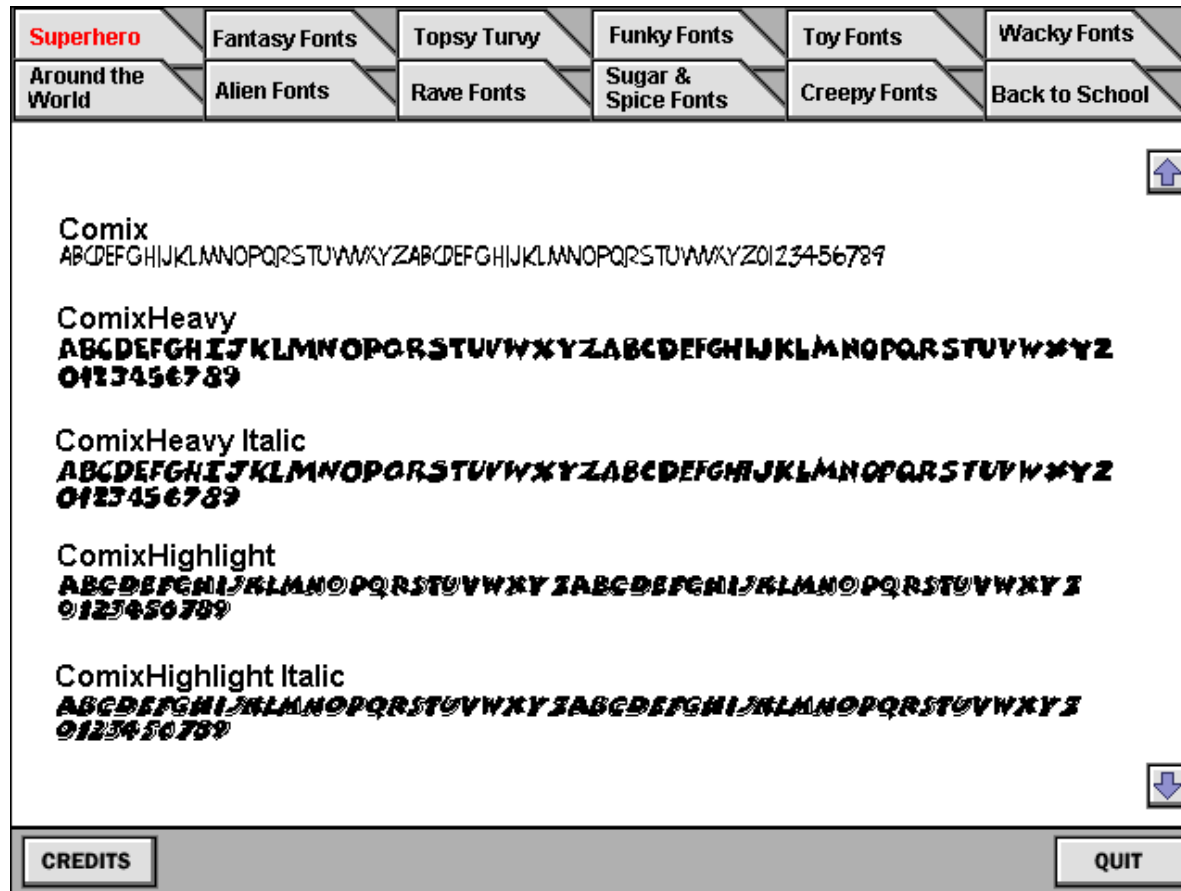 Superhero
Fantasy Fonts
Topsy Turvy
Funky Fonts
Toy Fonts
Wacky Fonts
Around the
World
Alien Fonts
Rave Fonts
Sugar &
Spice Fonts
Creepy Fonts
Back to School
Comix
ABCDEFGHIJKLMNOPQRSTUVWXYZABCDEFGHIJKLMNOPQRSTUVWXYZ0123456789
ComixHeavy
ABCDEFGHIJKLMNOPQRSTUVWXYZABCDEFGHIJKLMNOPQRSTUVWXYZ
0123456789
ComixHeavy Italic
ABCDEFGHIJKLMNOPQRSTUVWXYZABCDEFGHIJKLMNOPQRSTUVWXYZ
0123456789
ComixHighlight
ABCDEFGHIJKLMNOPQRSTUVWXYZABCDEFGHIJKLMNOPQRSTUVWXYZ
0123456789
ComixHighlight Italic
ABCDEFGHIJKLMNOPQRSTUVWXYZABCDEFGHIJKLMNOPQRSTUVWXYZ
0123456789
CREDITS
QUIT